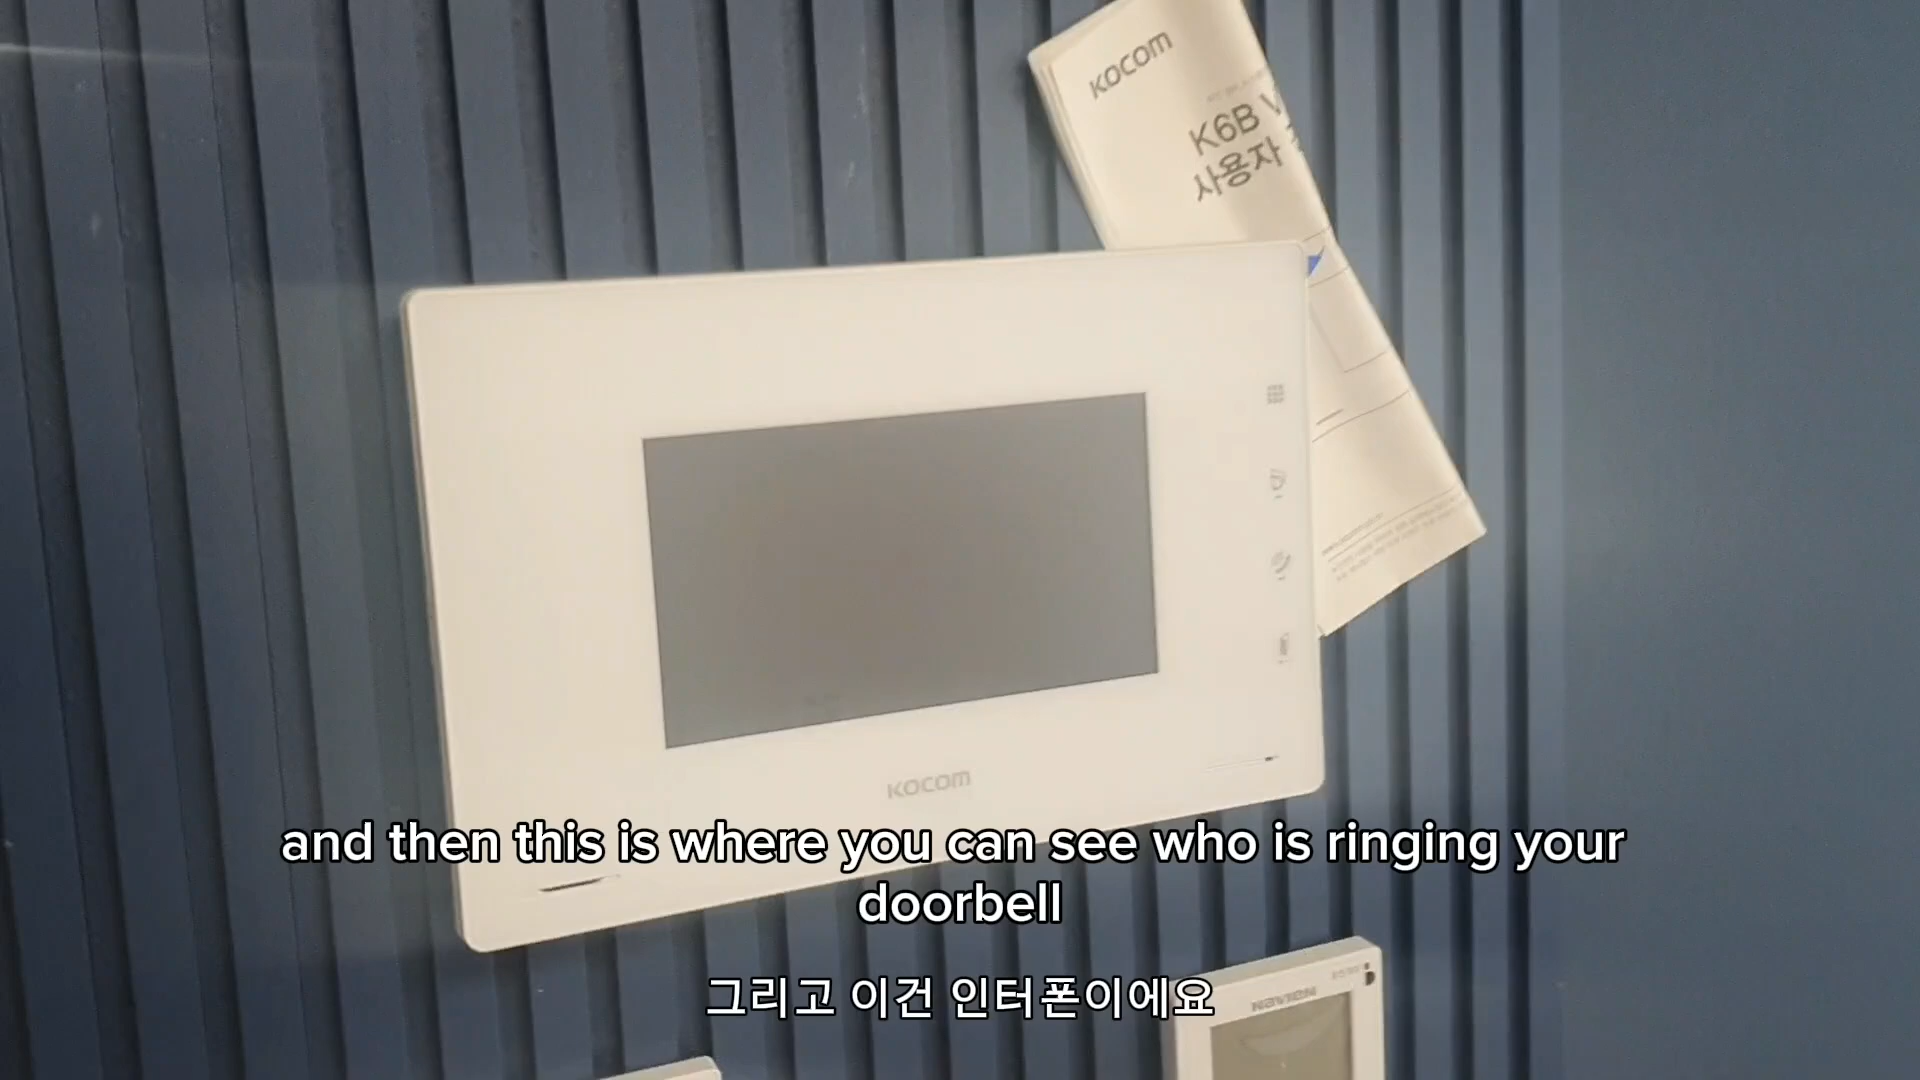 KOCOM
K6B V
사용자
KOCOM
and then this is where you can see who is ringing your
doorbell
그리고 이건 인터폰이에요
NAVIEN